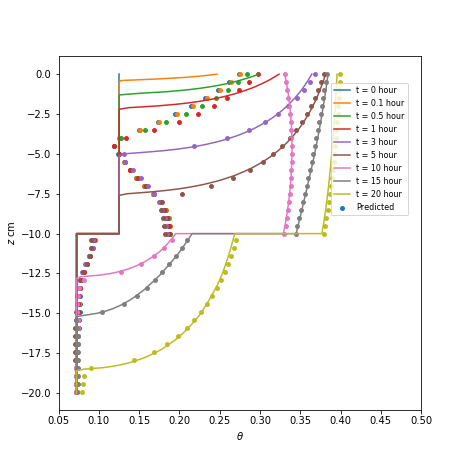 0.0
−2.5
−5.0
−7.5
−10.0
−12.5
−15.0
−17.5
−20.0
z cm
t = 0 hour
t = 0.1 hour
t = 0.5 hour
t = 1 hour
t = 3 hour
t = 5 hour
t = 10 hour
t = 15 hour
t = 20 hour
Predicted
0.05 0.10 0.15 0.20 0.25 0.30 0.35 0.40 0.45 0.50
θ